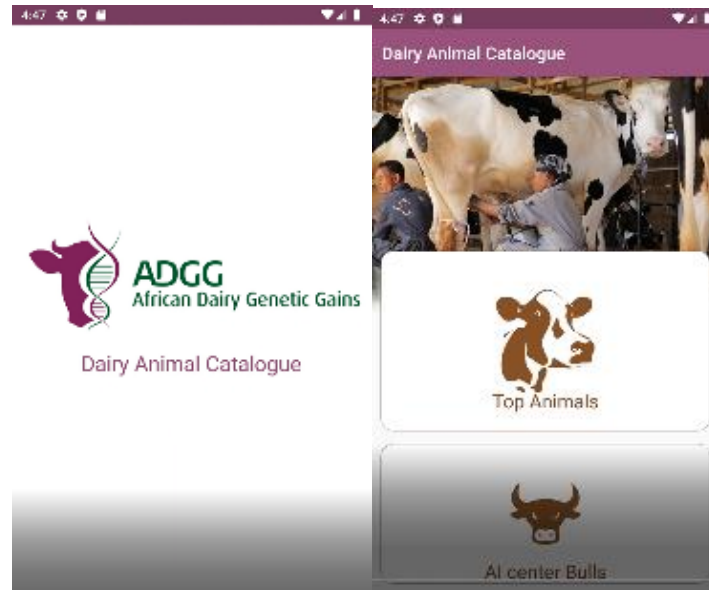 4:47
ADGG
African Dairy Genetic Gains
Dairy Animal Catalogue
4:47
Dairy Animal Catalogue
Top Animals
AI center Bulls